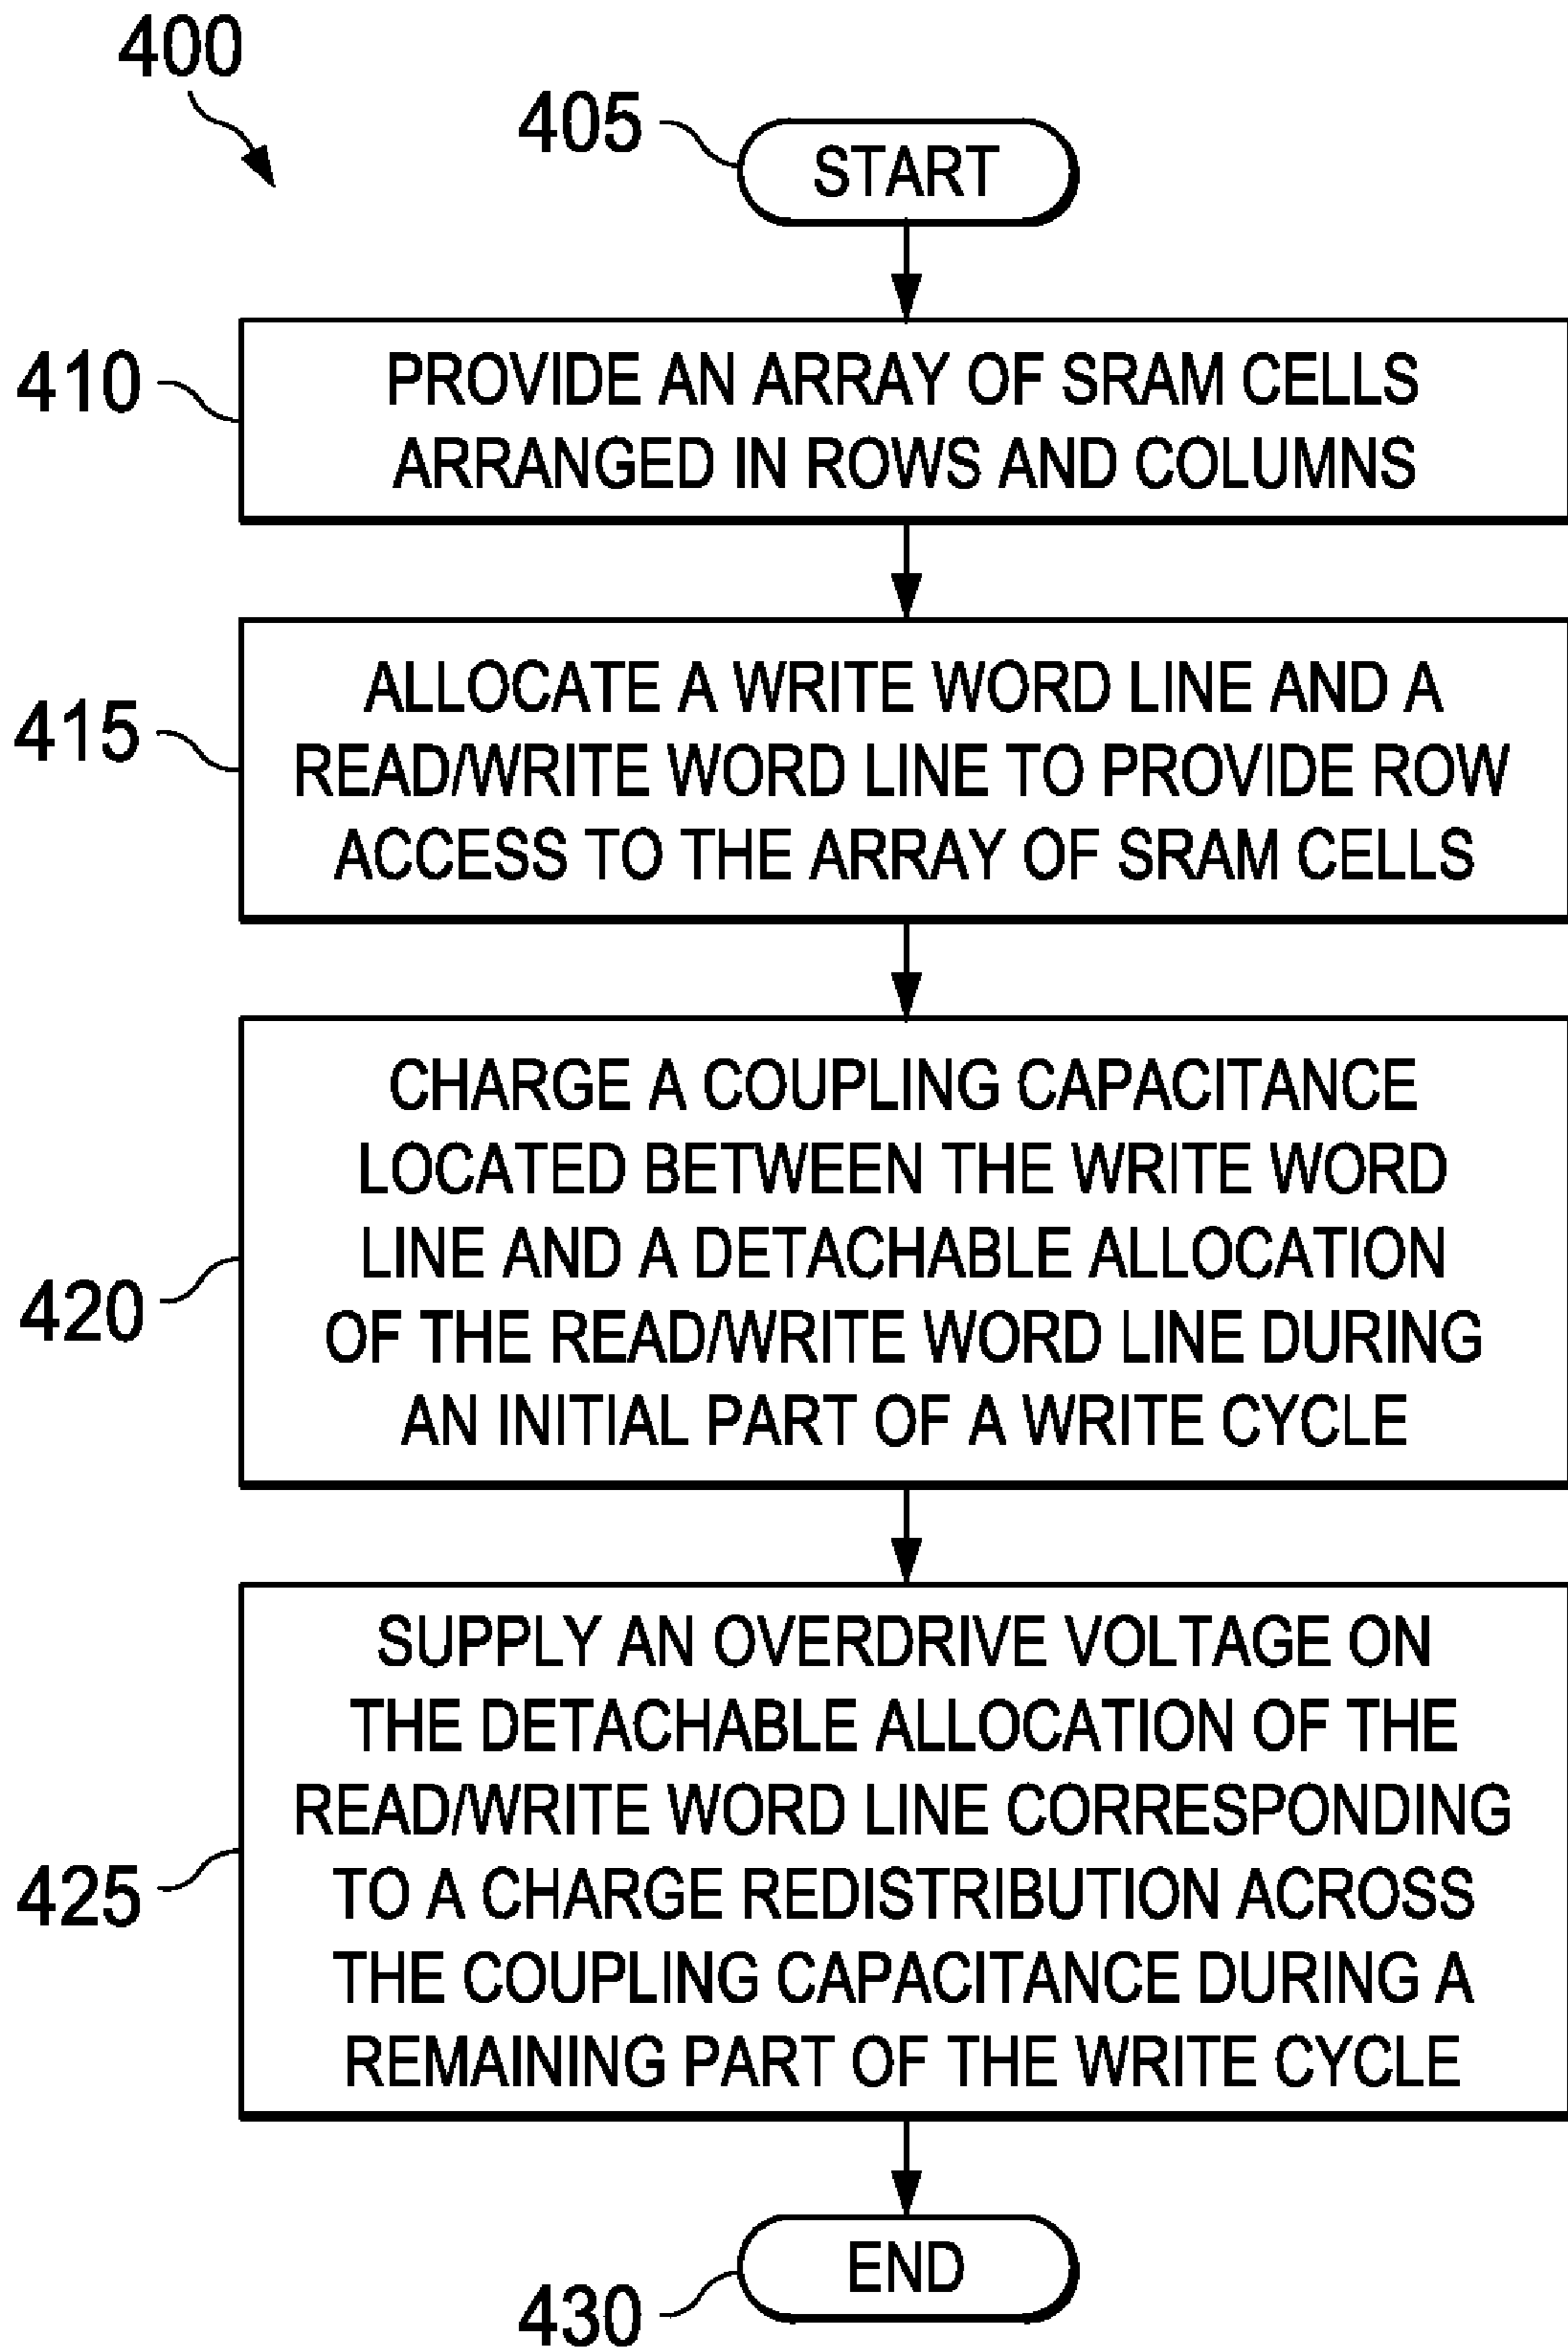 400
405
START
410
PROVIDE AN ARRAY OF SRAM CELLS
ARRANGED IN ROWS AND COLUMNS
415
ALLOCATE A WRITE WORD LINE AND A
READ/WRITE WORD LINE TO PROVIDE ROW
ACCESS TO THE ARRAY OF SRAM CELLS
420
CHARGE A COUPLING CAPACITANCE
LOCATED BETWEEN THE WRITE WORD
LINE AND A DETACHABLE ALLOCATION
OF THE READ/WRITE WORD LINE DURING
AN INITIAL PART OF A WRITE CYCLE
425
SUPPLY AN OVERDRIVE VOLTAGE ON
THE DETACHABLE ALLOCATION OF THE
READ/WRITE WORD LINE CORRESPONDING
TO A CHARGE REDISTRIBUTION ACROSS
THE COUPLING CAPACITANCE DURING A
REMAINING PART OF THE WRITE CYCLE
END
430